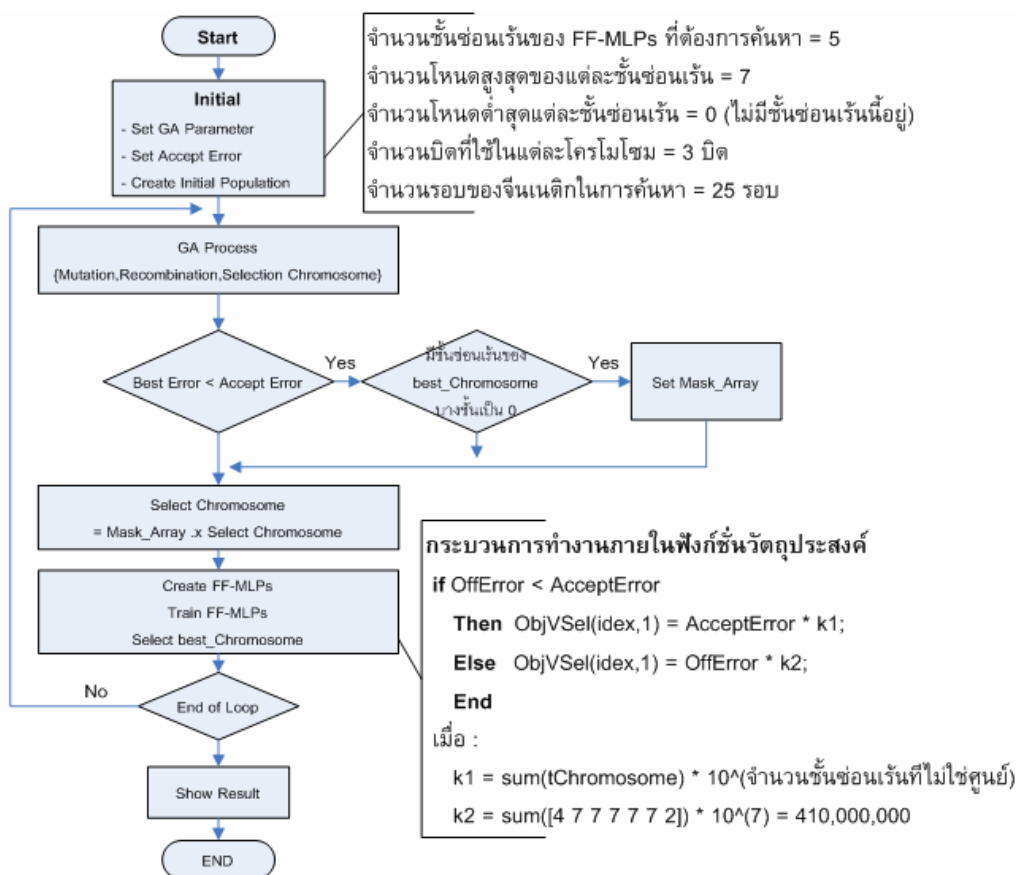 Start
จำนวนชั้นซ่อนเร้นของ FF-MLPs ที่ต้องการค้นหา = 5
จำนวนโหนดสูงสุดของแต่ละชั้นซ่อนเร้น = 7
จำนวนโหนดต่ำสุดแต่ละชั้นซ่อนเร้น = 0 (ไม่มีชั้นซ่อนเร้นนี้อยู่)
จำนวนบิตที่ใช้ในแต่ละโครโมโซม = 3 บิต
จำนวนรอบของจีนเนติกในการค้นหา = 25 รอบ
Initial
- Set GA Parameter
- Set Accept Error
- Create Initial Population
GA Process
{Mutation,Recombination,Selection Chromosome}
Best Error < Accept Error
Yes
มีชั้นซ่อนเร้นของ
best_Chromosome
บางชั้นเป็น 0
Yes
Set Mask_Array
Select Chromosome
= Mask_Array .x Select Chromosome
Create FF-MLPs
Train FF-MLPs
Select best_Chromosome
No
End of Loop
Show Result
END
กระบวนการทำงานภายในฟังก์ชั่นวัตถุประสงค์
if OffError < AcceptError
Then ObjVSel(idex,1) = AcceptError * k1;
Else ObjVSel(idex,1) = OffError * k2;
End
เมื่อ :
k1 = sum(tChromosome) * 10^(จำนวนชั้นซ่อนเร้นที่ไม่ใช่ศูนย์)
k2 = sum([4 7 7 7 7 7 2]) * 10^(7) = 410,000,000